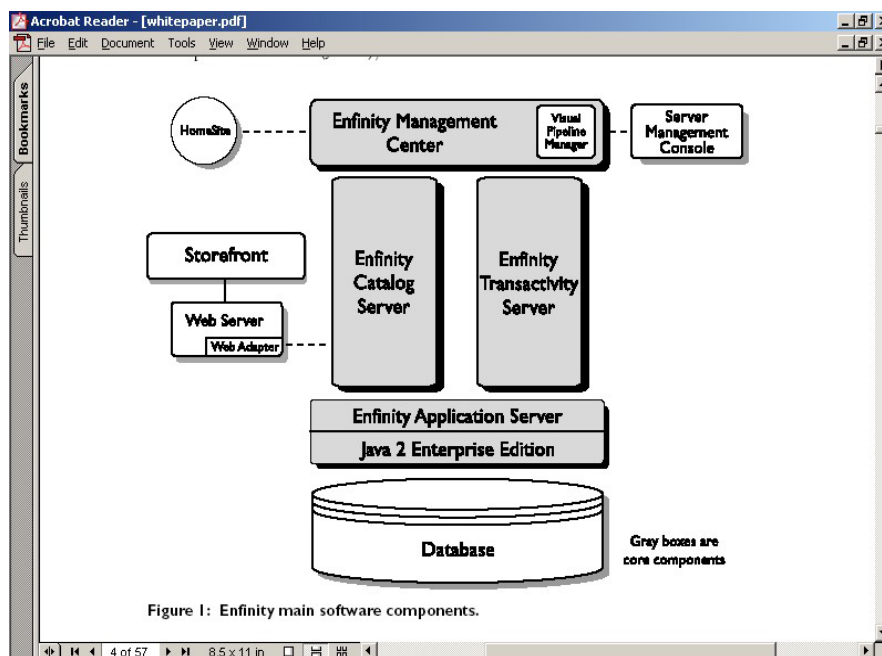 Acrobat Reader - [whitepaper.pdf]
File Edit Document Tools View Window Help
Bookmarks
Thumbnails
HomeSite
Enfinity Management
Center
Visual
Pipeline
Manager
Server
Management
Console
Storefront
Web Server
Web Adapter
Enfinity
Catalog
Server
Enfinity
Transactivity
Server
Enfinity Application Server
Java 2 Enterprise Edition
Database
Gray boxes are
core components
Figure 1: Enfinity main software components.
4 of 57 8.5 x 11 in